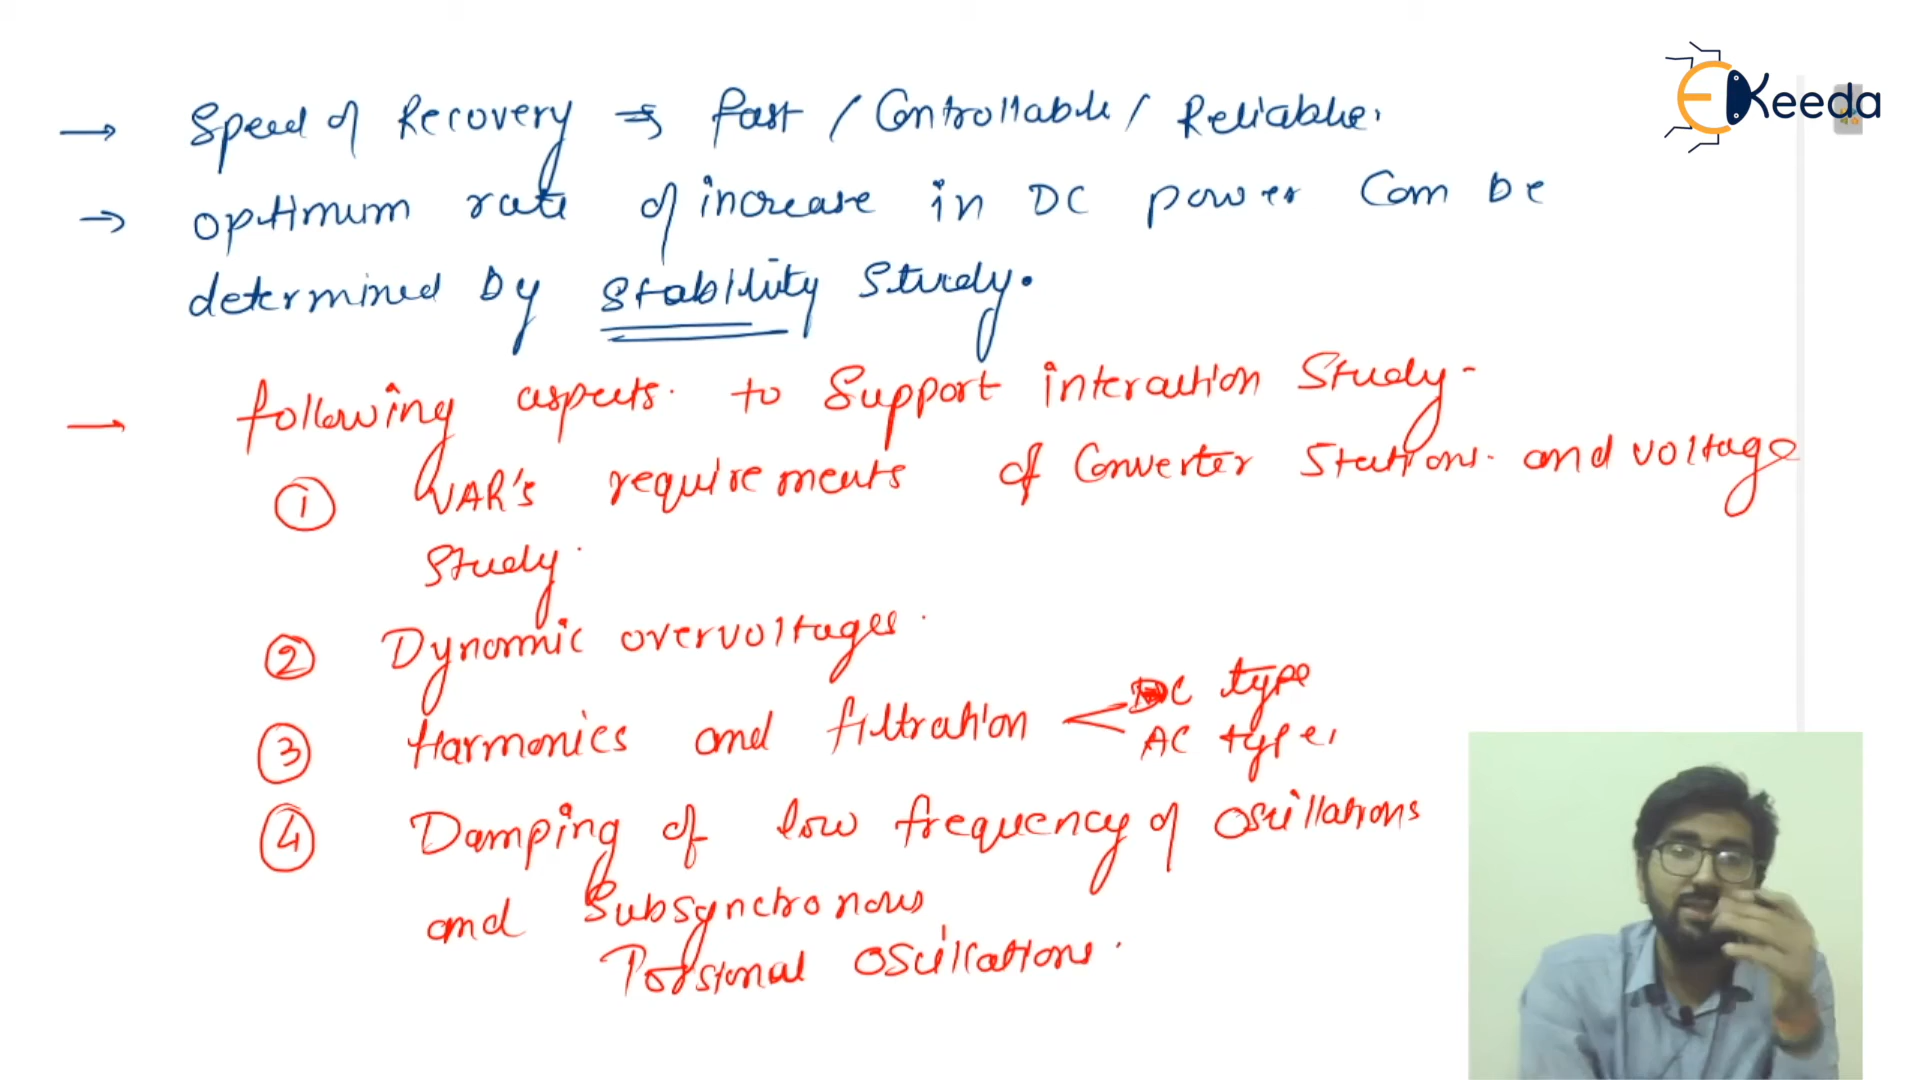 EKeeda
→ Speed of Recovery ⇒ fast / Controllable / Reliable.
→ optimum rate of increase in DC power Can be
determined by stability Study.
→ following aspects. to Support interaction Study-
① VAR's requirements of Converter Stations. and voltage
Study.
② Dynamic overvoltages.
③ Harmonics and filtration < DC type
AC type,
④ Damping of low frequency of oscillations
and Subsynchronous
Torsional oscillations.